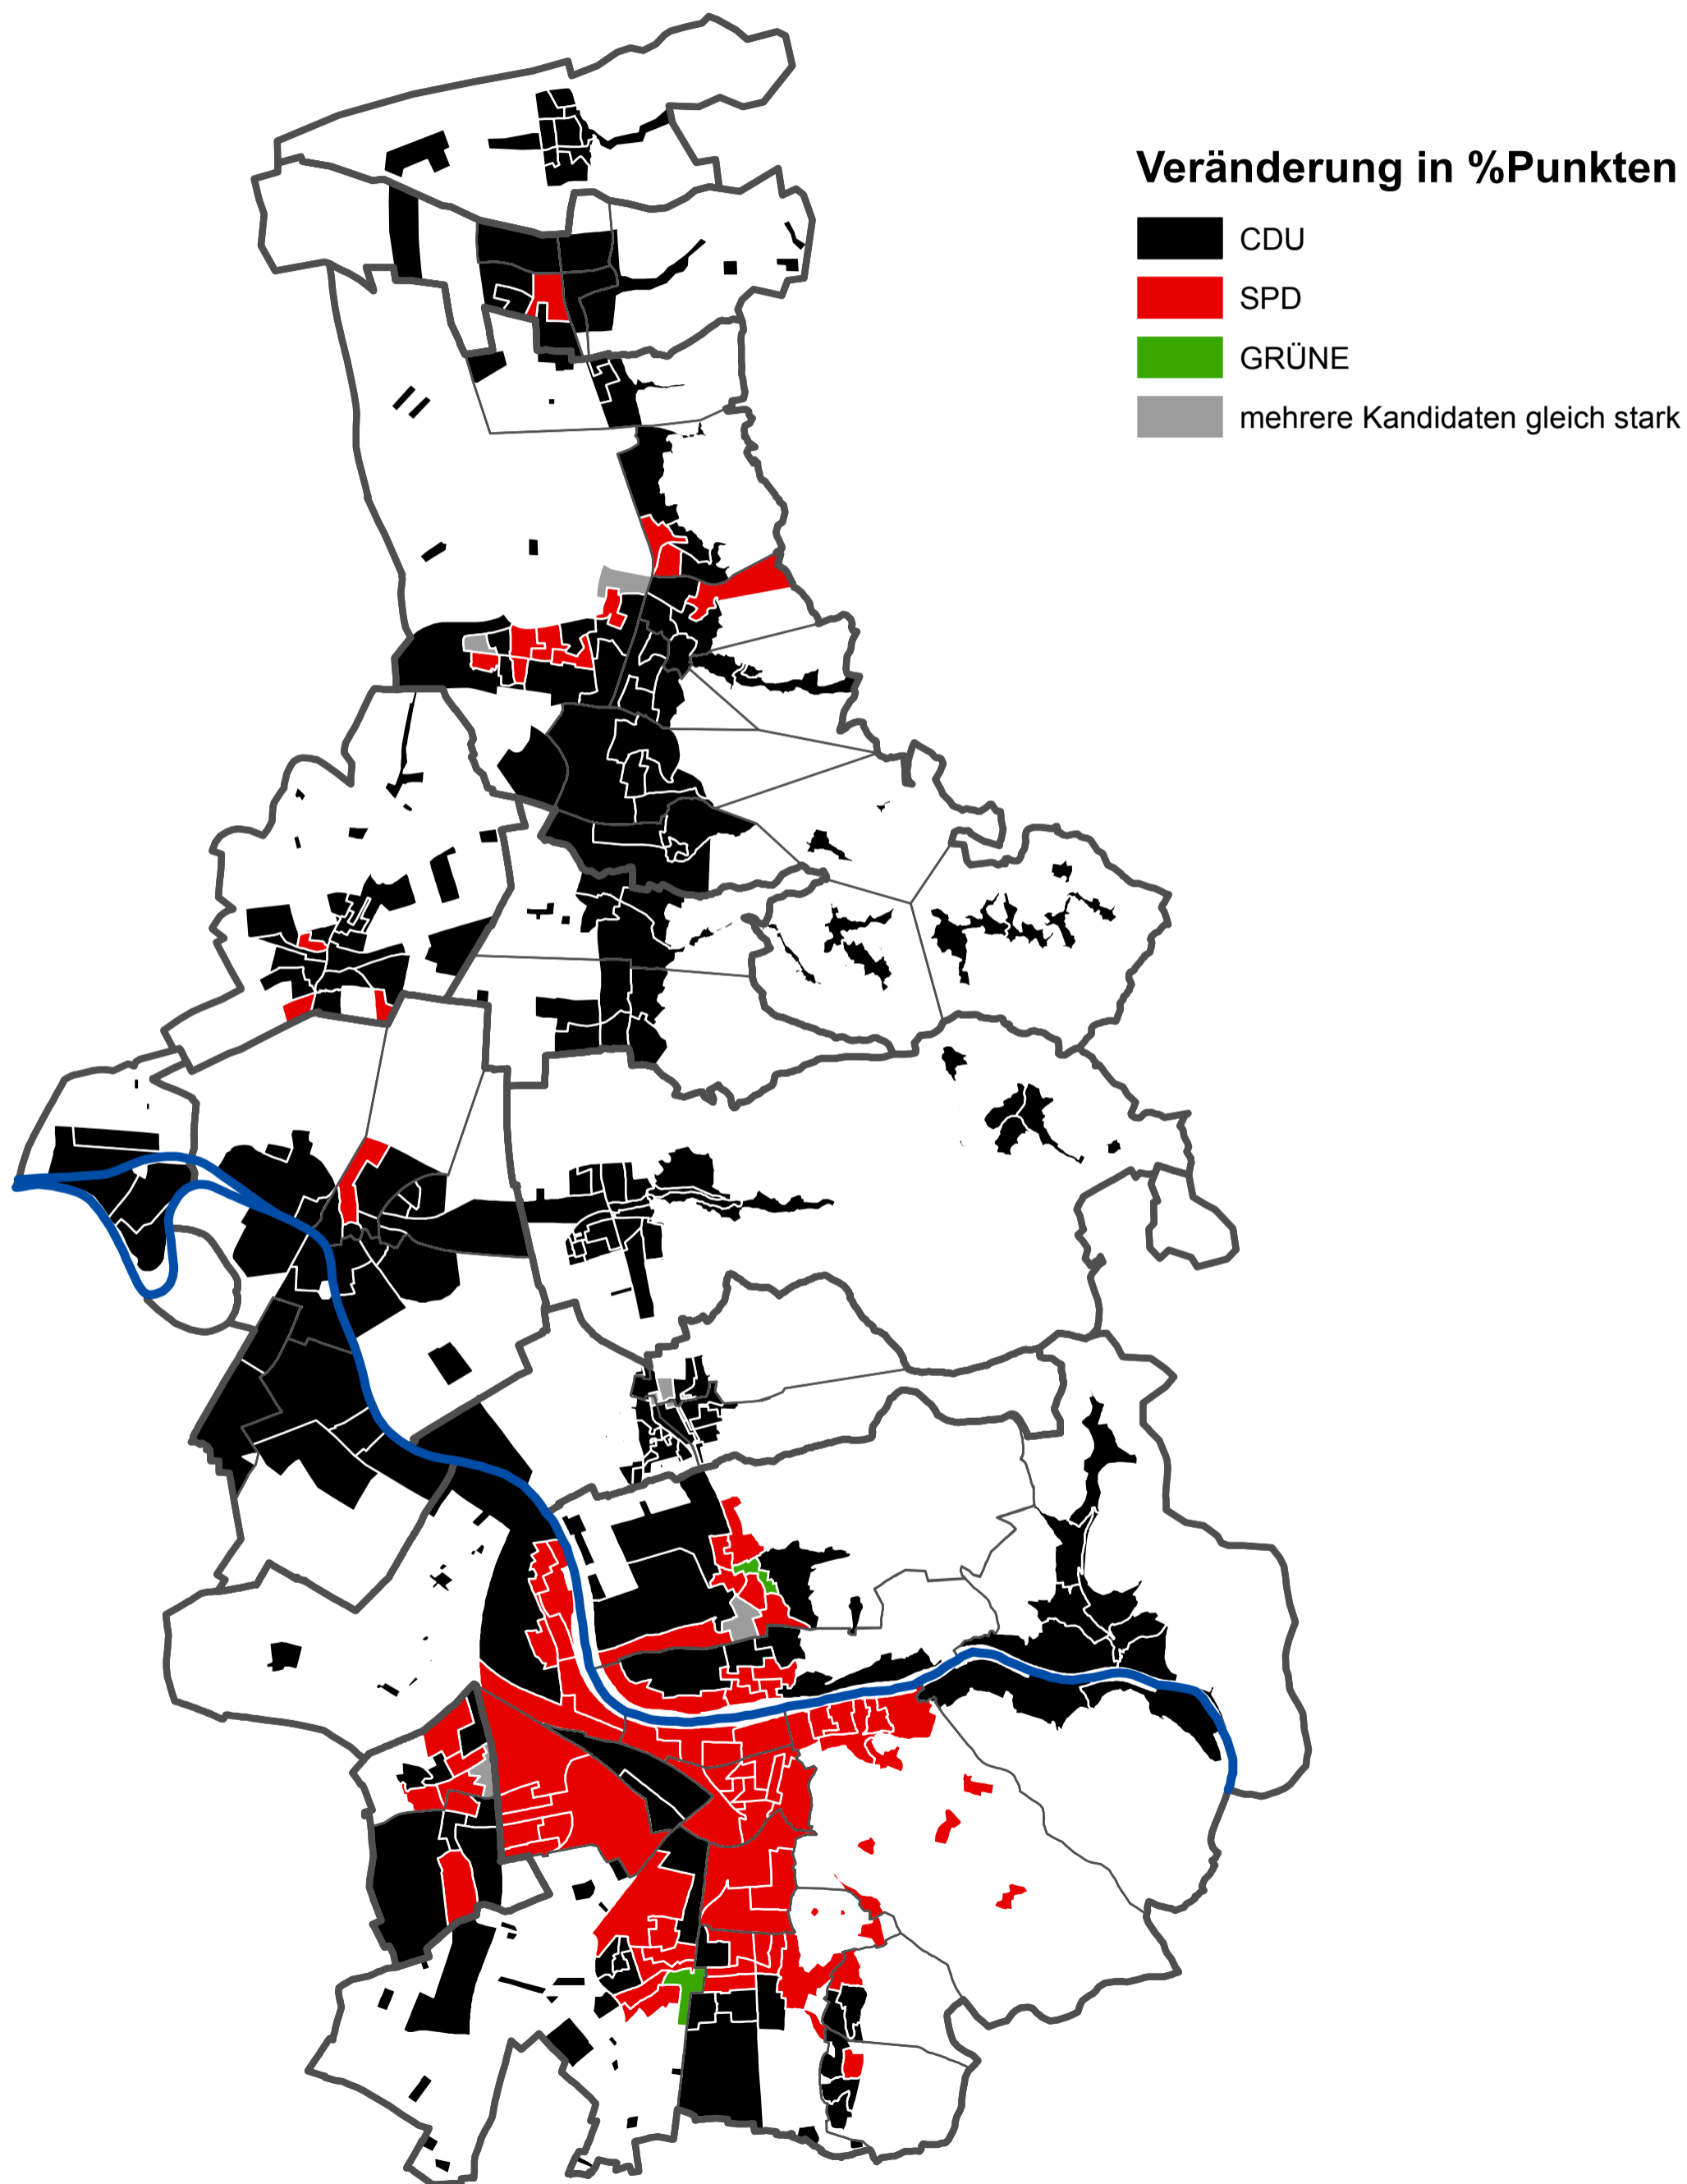 Veränderung in %Punkten
CDU
SPD
GRÜNE
mehrere Kandidaten gleich stark